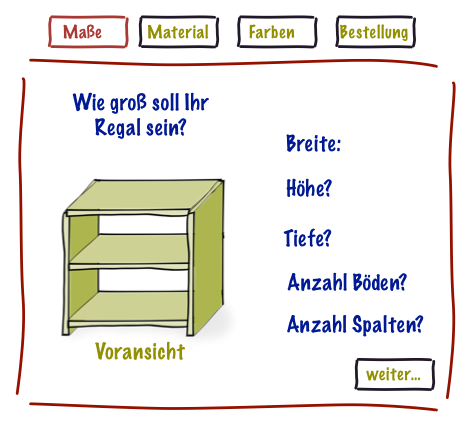 Maße
Material
Farben
Bestellung
Wie groß soll Ihr
Regal sein?
Breite:
Höhe?
Tiefe?
Anzahl Böden?
Anzahl Spalten?
Voransicht
weiter...